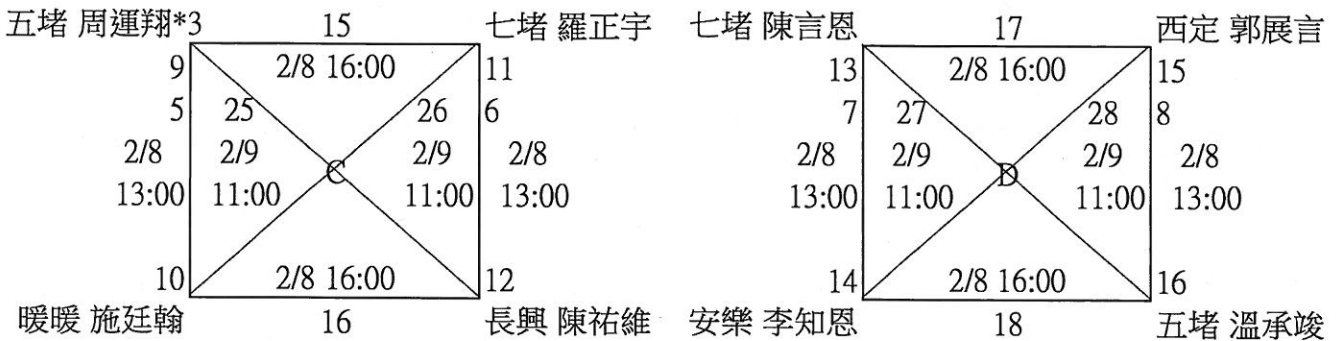 五堵 周運翔*3 15 七堵 羅正宇 七堵 陳言恩 17 西定 郭展言
9 2/8 16:00 11 13 2/8 16:00 15
5 25 26 6 7 27 28 8
2/8 2/9 2/9 2/8 2/8 2/9 2/9 2/8
C D
13:00 11:00 11:00 13:00 13:00 11:00 11:00 13:00
10 2/8 16:00 12 14 2/8 16:00 16
暖暖 施廷翰 16 長興 陳祐維 安樂 李知恩 18 五堵 溫承竣